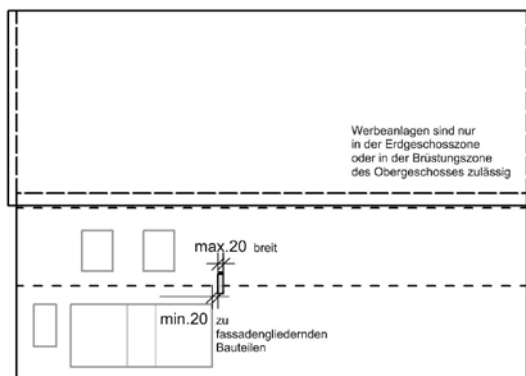 Werbeanlagen sind nur
in der Erdgeschosszone
oder in der Brüstungszone
des Obergeschosses zulässig
max.20 breit
min.20 zu
fassadengliedernden
Bauteilen